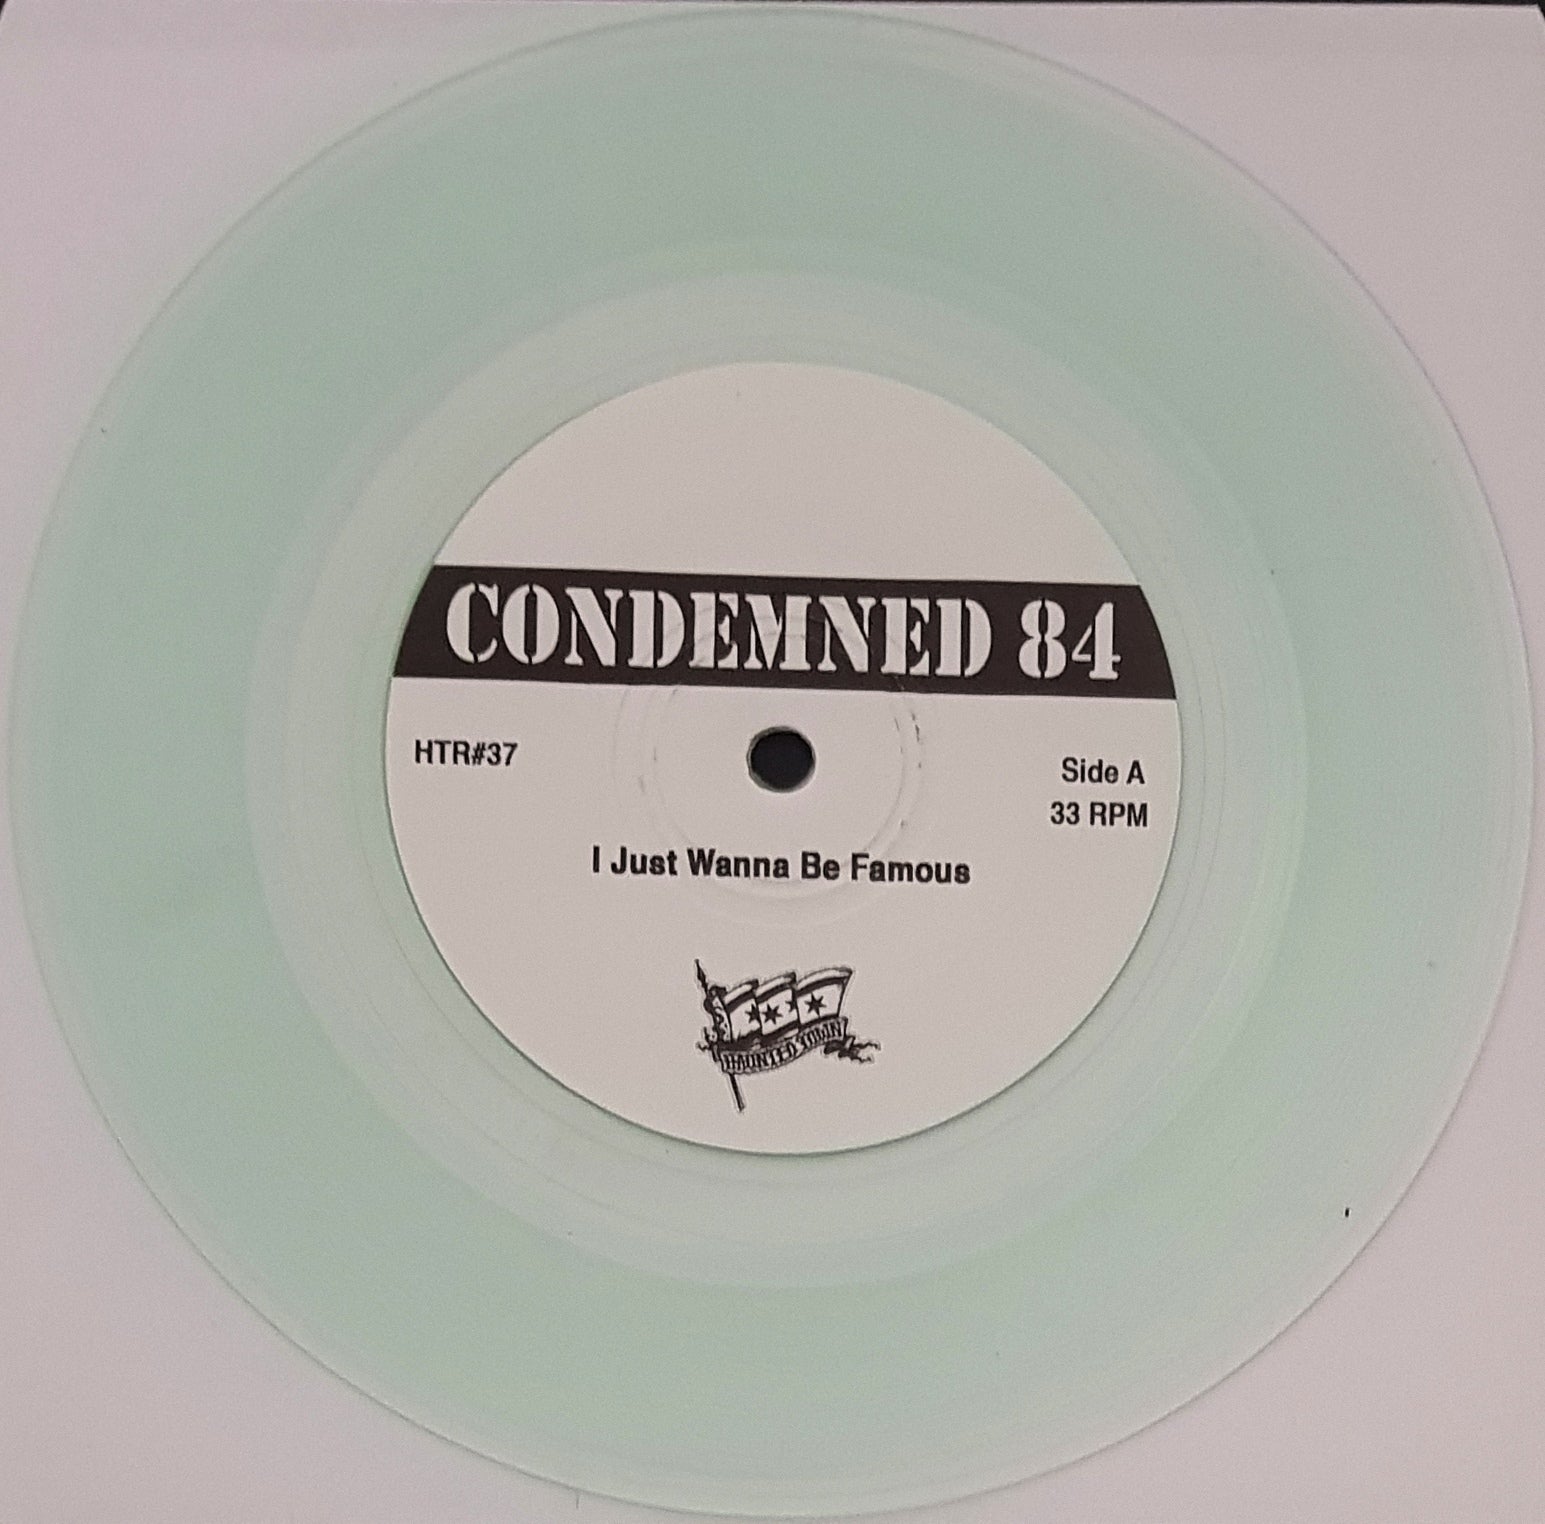 CONDEMNED 84
HTR#37
Side A
33 RPM
I Just Wanna Be Famous
HAUNTED TOWN